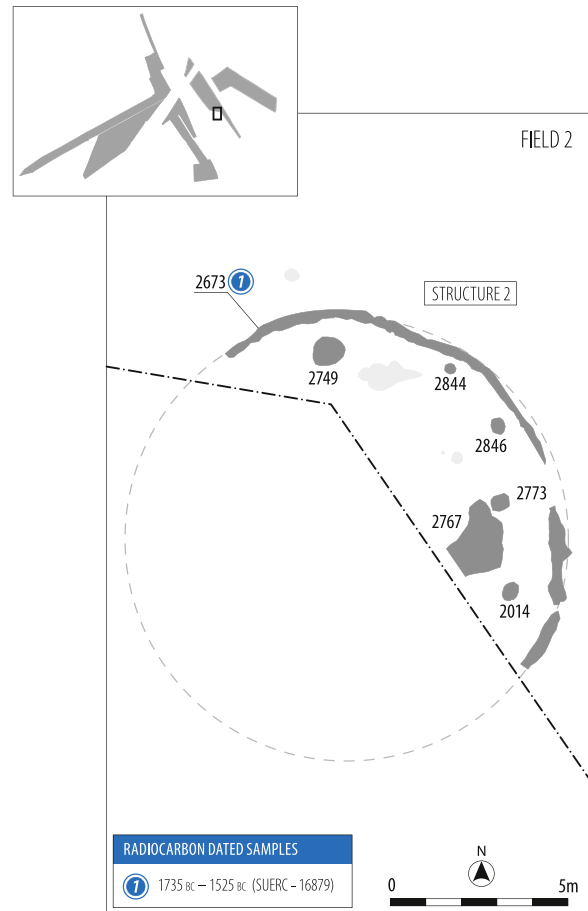 FIELD 2
2673 1
STRUCTURE 2
2749
2844
2846
2773
2767
2014
RADIOCARBON DATED SAMPLES
1 1735 BC – 1525 BC (SUERC - 16879)
N
0 5m